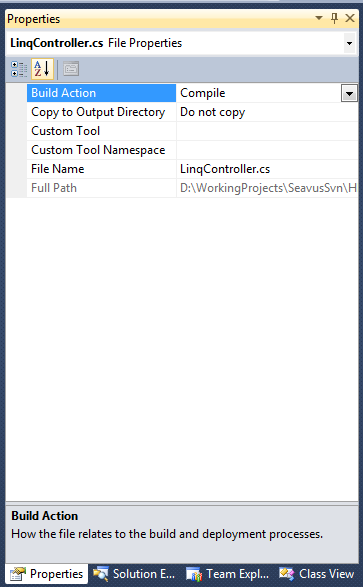 Properties
LinqController.cs File Properties
Build Action Compile
Copy to Output Directory Do not copy
Custom Tool
Custom Tool Namespace
File Name LinqController.cs
Full Path D:\WorkingProjects\SeavusSvn\H
Build Action
How the file relates to the build and deployment processes.
Properties Solution E... Team Expl... Class View